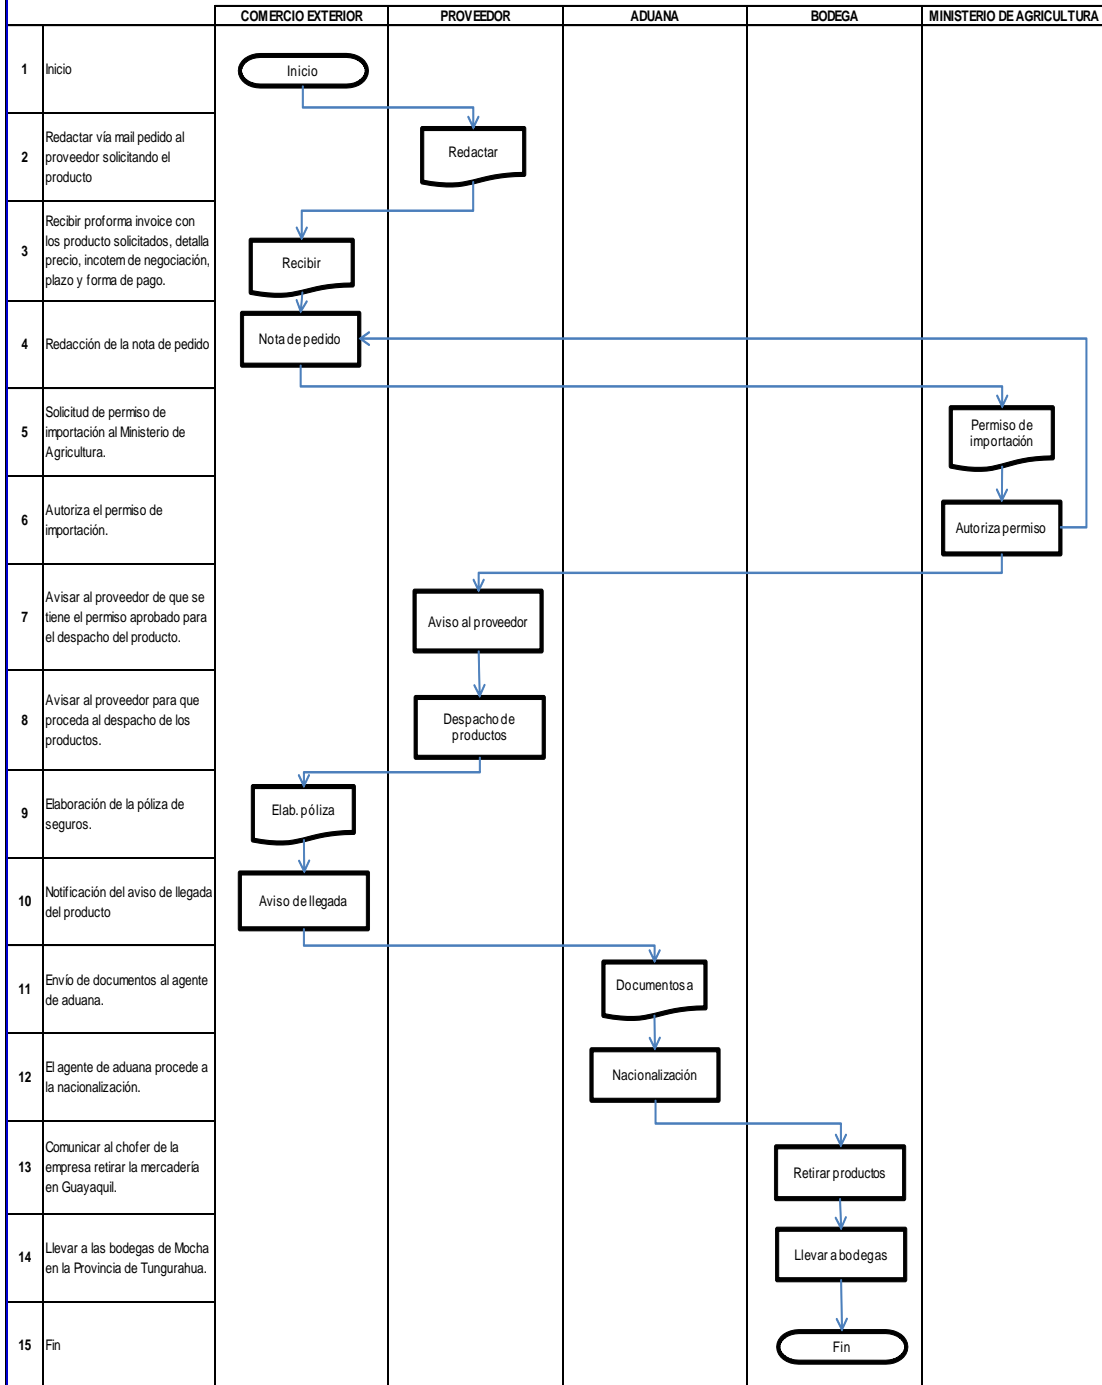 COMERCIO EXTERIOR PROVEEDOR ADUANA BODEGA MINISTERIO DE AGRICULTURA
1 Inicio
Inicio
2 Redactar vía mail pedido al
proveedor solicitando el
producto
Redactar
3 Recibir proforma invoice con
los producto solicitados, detalla
precio, incotem de negociación,
plazo y forma de pago.
Recibir
4 Redacción de la nota de pedido
Nota de pedido
5 Solicitud de permiso de
importación al Ministerio de
Agricultura.
Permiso de
importación
6 Autoriza el permiso de
importación.
Autoriza permiso
7 Avisar al proveedor de que se
tiene el permiso aprobado para
el despacho del producto.
Aviso al proveedor
8 Avisar al proveedor para que
proceda al despacho de los
productos.
Despacho de
productos
9 Elaboración de la póliza de
seguros.
Elab. póliza
10 Notificación del aviso de llegada
del producto
Aviso de llegada
11 Envío de documentos al agente
de aduana.
Documentos a
12 El agente de aduana procede a
la nacionalización.
Nacionalización
13 Comunicar al chofer de la
empresa retirar la mercadería
en Guayaquil.
Retirar productos
14 Llevar a las bodegas de Mocha
en la Provincia de Tungurahua.
Llevar a bodegas
15 Fin
Fin